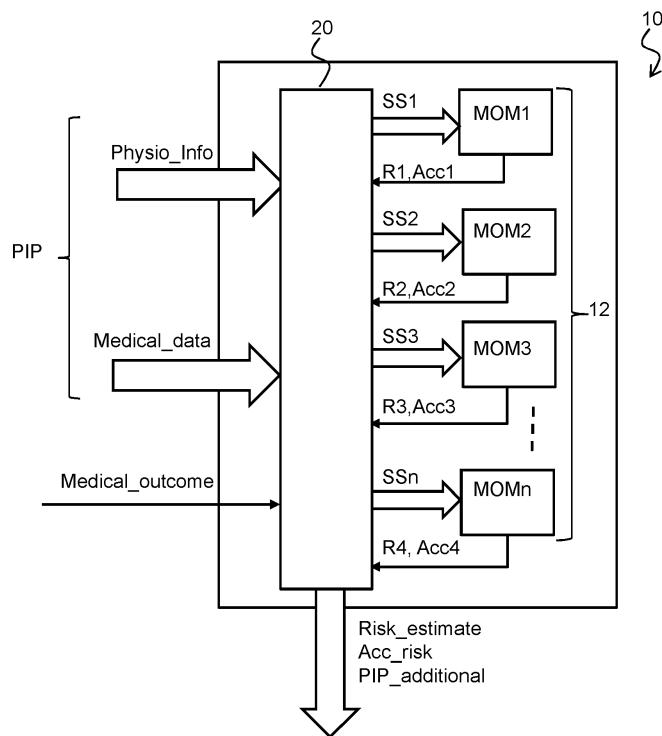 10
20
SS1
MOM1
Physio_Info
R1,Acc1
SS2
MOM2
PIP
R2,Acc2
12
SS3
MOM3
Medical_data
R3,Acc3
Medical_outcome
SSn
MOMn
R4, Acc4
Risk_estimate
Acc_risk
PIP_additional